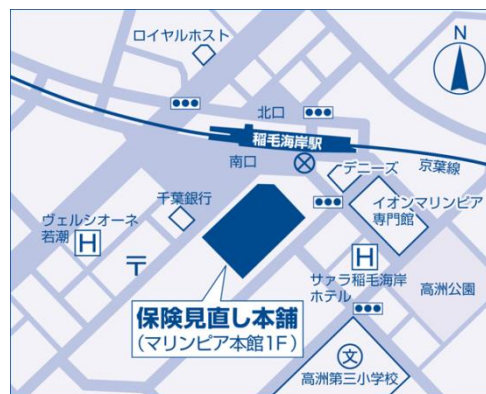 ロイヤルホスト
N
北口
稲毛海岸駅
南口
デニーズ
京葉線
千葉銀行
イオンマリンピア
専門館
ヴェルシオーネ
若潮
H
〒
H
サァラ稲毛海岸
ホテル
高洲公園
保険見直し本舗
(マリンピア本館1F)
文
高洲第三小学校